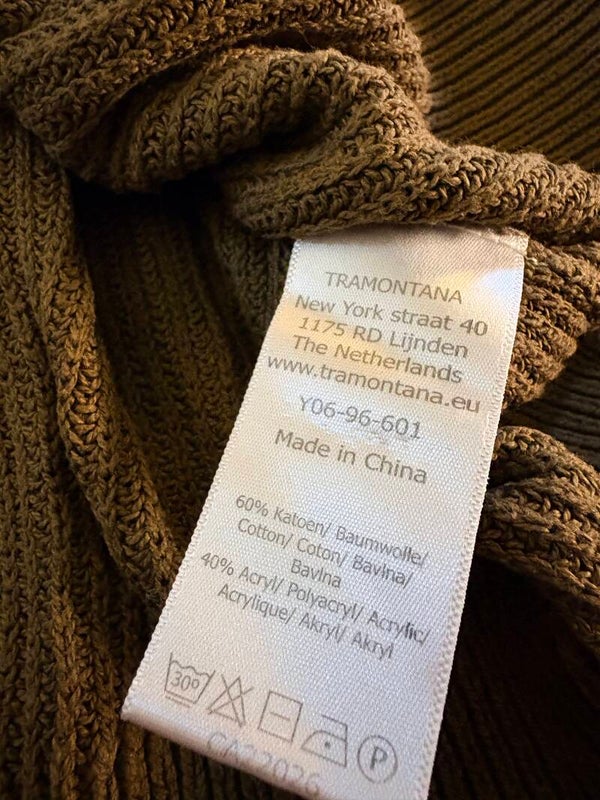 TRAMONTANA
New York straat 40
1175 RD Lijnden
The Netherlands
www.tramontana.eu
Y06-96-601
Made in China
60% Katoen/ Baumwolle/
Cotton/ Coton/ Bavlna/
Bavlna
40% Acryl/ Polyacryl/ Acrylic/
Acrylique/ Akryl/ Akryl
30° P